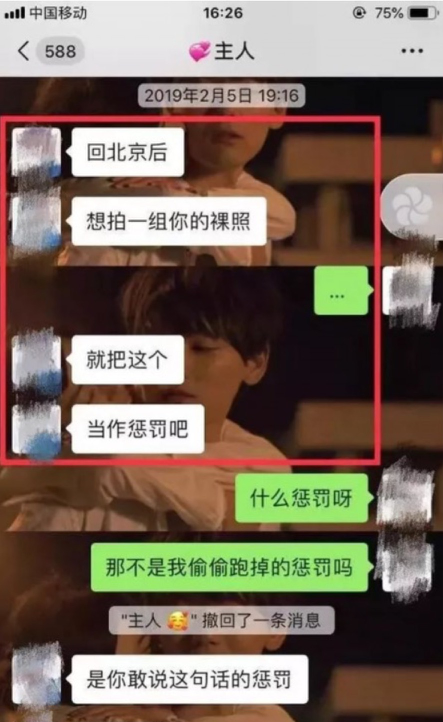 中国移动 16:26 75%
588 💞主人
2019年2月5日 19:16
回北京后
想拍一组你的裸照
...
就把这个
当作惩罚吧
什么惩罚呀
那不是我偷偷跑掉的惩罚吗
"主人 🥰" 撤回了一条消息
是你敢说这句话的惩罚